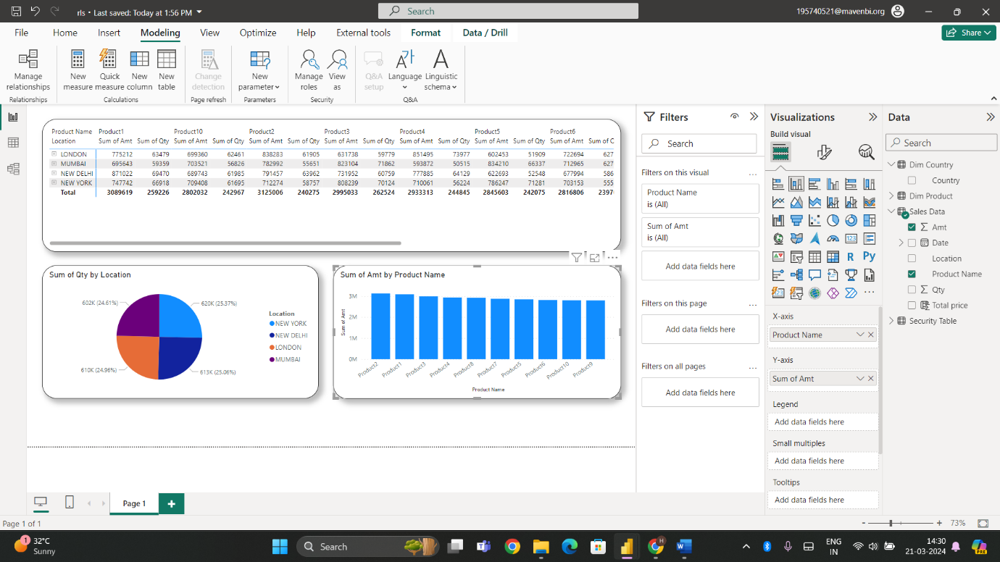 rls • Last saved: Today at 1:56 PM
Search
195740521@mavenbi.org
File Home Insert Modeling View Optimize Help External tools Format Data / Drill
Share
Manage relationships
New measure
Quick measure
New column
New table
Change detection
New parameter
Manage roles
View as
Q&A setup
Language
Linguistic schema
Relationships Calculations Page refresh Parameters Security Q&A
Product Name Product1 Product10 Product2 Product3 Product4 Product5 Product6
Location Sum of Amt Sum of Qty Sum of Amt Sum of Qty Sum of Amt Sum of Qty Sum of Amt Sum of Qty Sum of Amt Sum of Qty Sum of Amt Sum of Qty Sum of Amt Sum of Q
LONDON 775212 63479 699360 62461 838283 61905 631738 59779 851495 73977 602453 51909 722694 627
MUMBAI 695643 59359 703521 56826 782992 55651 823104 71862 593872 50515 834210 66337 712965 627
NEW DELHI 871022 69470 689743 61985 791457 63962 731952 60759 777885 64129 622693 52548 677994 586
NEW YORK 747742 66918 709408 61695 712274 58757 808239 70124 710061 56224 786247 71281 703153 555
Total 3089619 259226 2802032 242967 3125006 240275 2995033 262524 2933313 244845 2845603 242075 2816806 2397
Sum of Qty by Location
602K (24.61%)
620K (25.37%)
610K (24.96%)
613K (25.06%)
Location
NEW YORK
NEW DELHI
LONDON
MUMBAI
Sum of Amt by Product Name
3M
2M
1M
0M
Sum of Amt
Product2 Product1 Product3 Product4 Product8 Product7 Product5 Product6 Product10 Product9
Product Name
Filters
Search
Filters on this visual
Product Name
is (All)
Sum of Amt
is (All)
Add data fields here
Filters on this page
Add data fields here
Filters on all pages
Add data fields here
Visualizations
Build visual
123
R Py
123
X-axis
Product Name
Y-axis
Sum of Amt
Legend
Add data fields here
Small multiples
Add data fields here
Tooltips
Add data fields here
Data
Search
Dim Country
Country
Dim Product
Sales Data
Σ Amt
Date
Location
Product Name
Σ Qty
Total price
Security Table
Page 1
+
Page 1 of 1
- + 73%
1
32°C
Sunny
Search
H
ENG
IN
14:30
21-03-2024
PRE